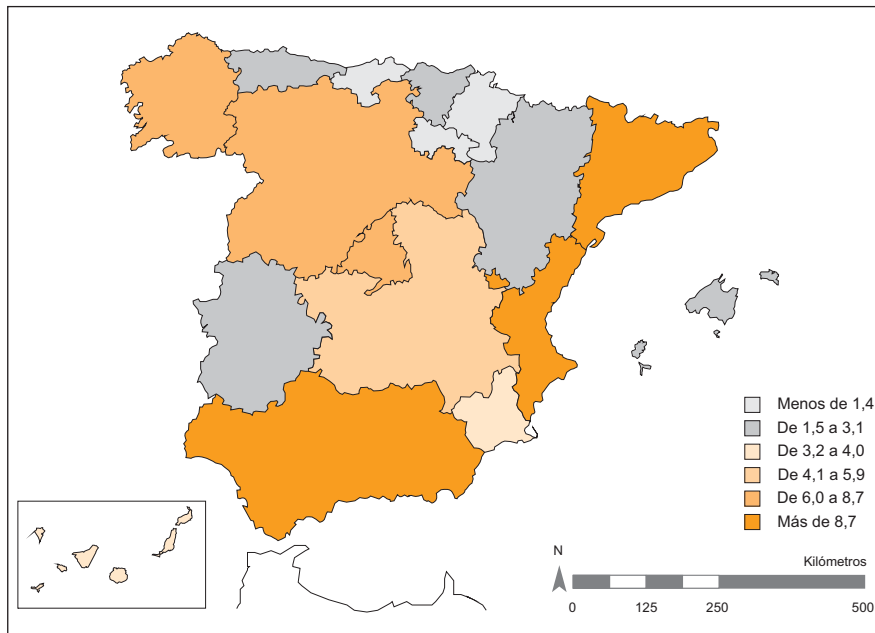 Menos de 1,4
De 1,5 a 3,1
De 3,2 a 4,0
De 4,1 a 5,9
De 6,0 a 8,7
Más de 8,7
N
Kilómetros
0 125 250 500